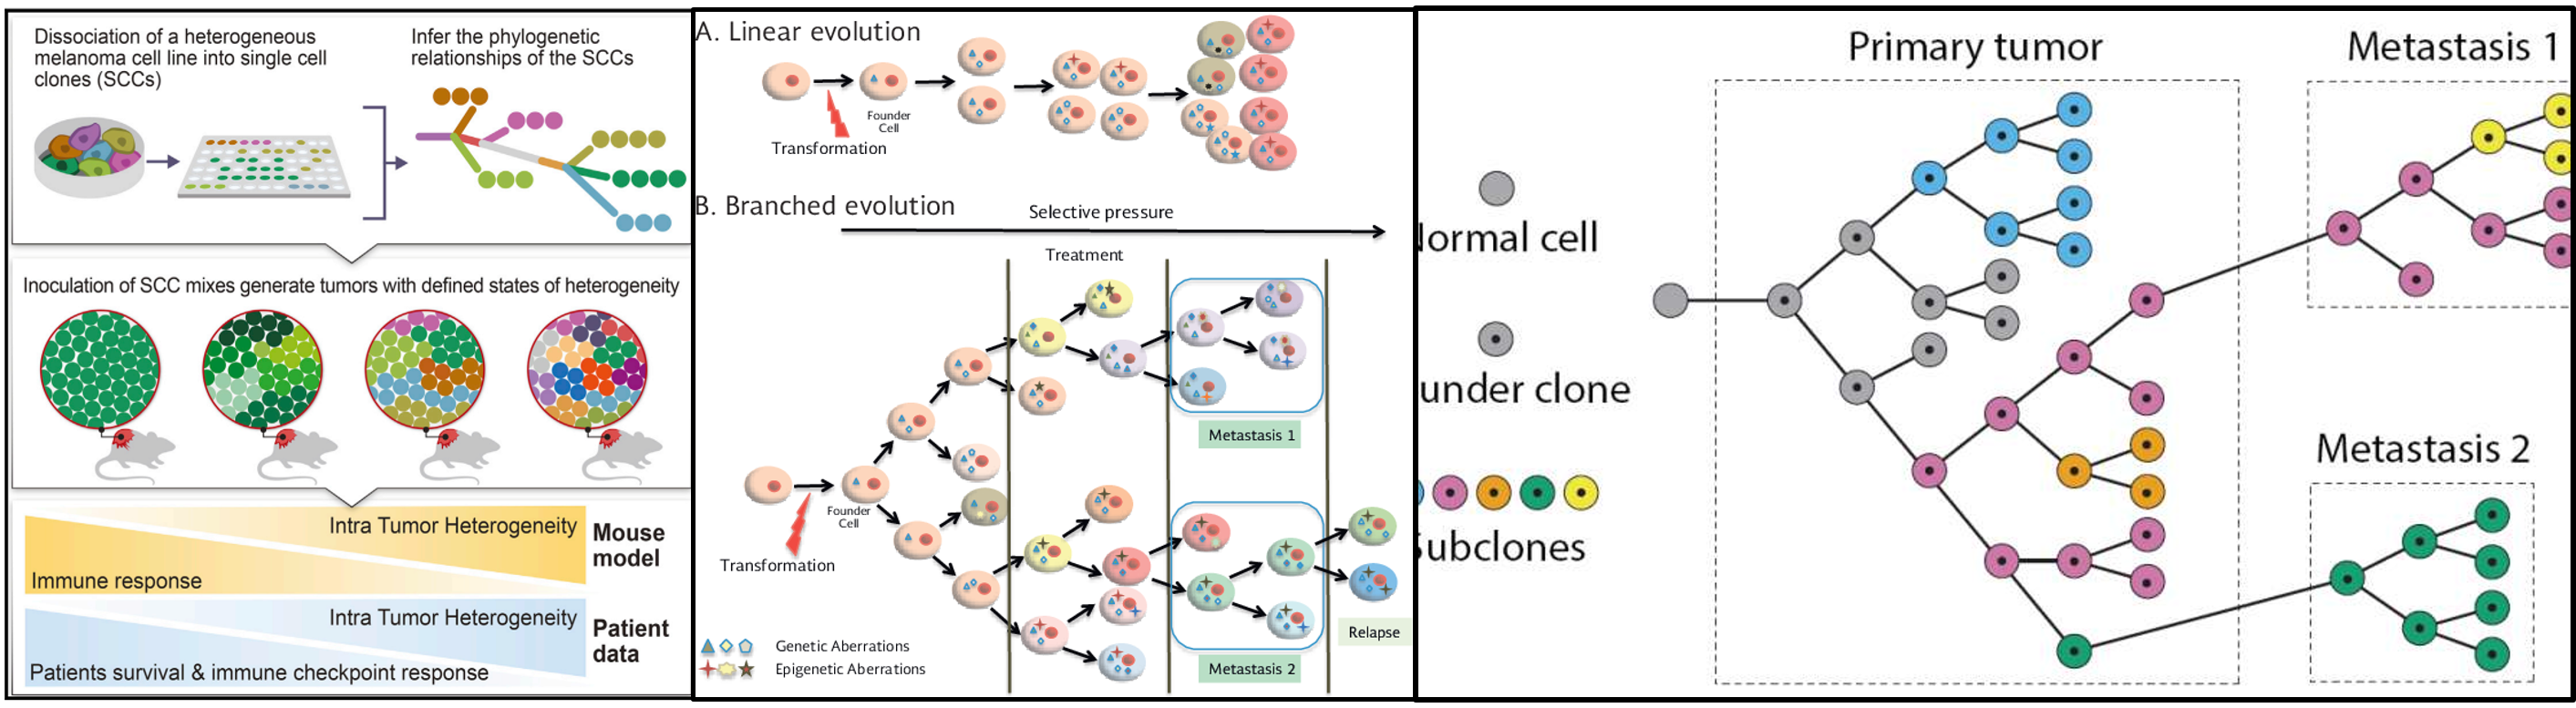 Dissociation of a heterogeneous
melanoma cell line into single cell
clones (SCCs)
Infer the phylogenetic
relationships of the SCCs
Inoculation of SCC mixes generate tumors with defined states of heterogeneity
Intra Tumor Heterogeneity
Immune response
Mouse
model
Intra Tumor Heterogeneity
Patients survival & immune checkpoint response
Patient
data
A. Linear evolution
Founder
Cell
Transformation
B. Branched evolution
Selective pressure
Treatment
Metastasis 1
Founder
Cell
Transformation
Relapse
Genetic Aberrations
Epigenetic Aberrations
Metastasis 2
Primary tumor
Metastasis 1
ormal cell
under clone
Metastasis 2
ubclones